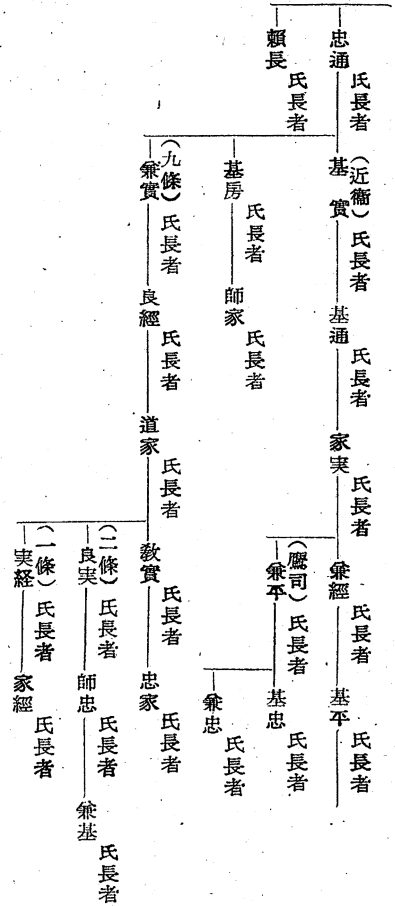 氏長者
忠通
(近衞)氏長者
基實
氏長者
基通
氏長者
家実
氏長者
兼經
氏長者
基平
氏長者
頼長
(鷹司)氏長者
兼平
氏長者
基忠
氏長者
兼忠
氏長者
基房
氏長者
師家
(九條)氏長者
兼實
氏長者
良經
氏長者
道家
氏長者
敎實
氏長者
忠家
(二條)氏長者
良実
氏長者
師忠
氏長者
兼基
(一條)氏長者
実経
氏長者
家經